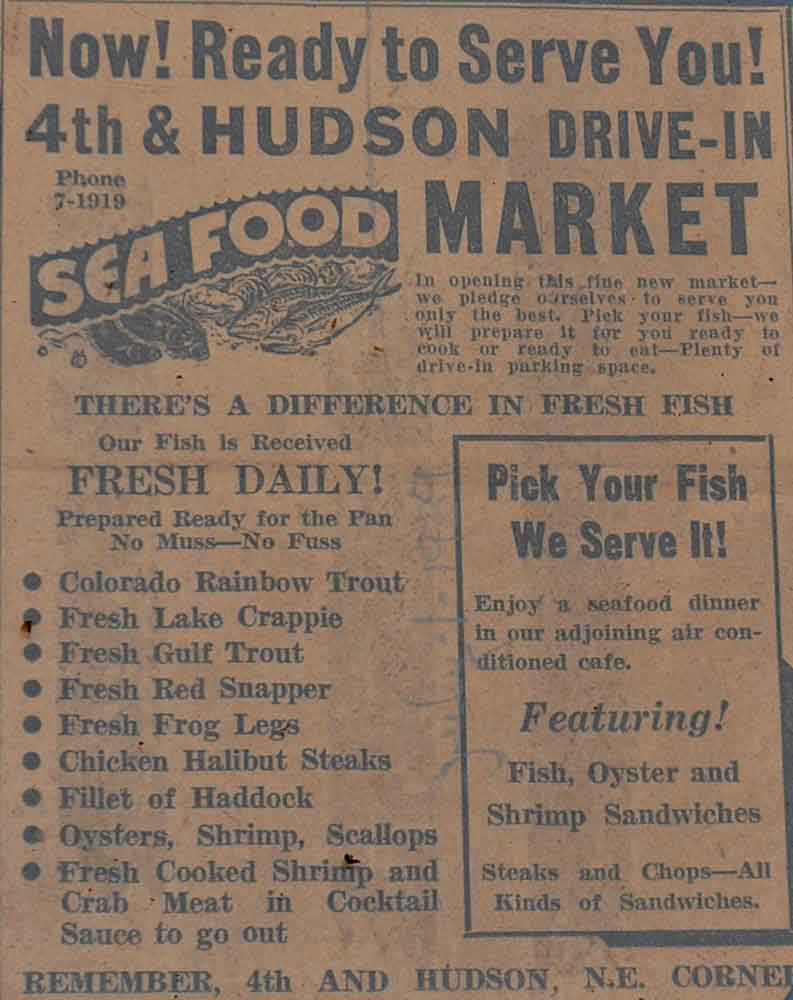 Now! Ready to Serve You!
4th & HUDSON DRIVE-IN
Phone
7-1919
MARKET
SEA FOOD
In opening this fine new market—
we pledge ourselves to serve you
only the best. Pick your fish—we
will prepare it for you ready to
cook or ready to eat—Plenty of
drive-in parking space.
THERE'S A DIFFERENCE IN FRESH FISH
Our Fish is Received
FRESH DAILY!
Prepared Ready for the Pan
No Muss—No Fuss
● Colorado Rainbow Trout
● Fresh Lake Crappie
● Fresh Gulf Trout
● Fresh Red Snapper
● Fresh Frog Legs
● Chicken Halibut Steaks
● Fillet of Haddock
● Oysters, Shrimp, Scallops
● Fresh Cooked Shrimp and
Crab Meat in Cocktail
Sauce to go out
Pick Your Fish
We Serve It!
Enjoy a seafood dinner
in our adjoining air con-
ditioned cafe.
Featuring!
Fish, Oyster and
Shrimp Sandwiches
Steaks and Chops—All
Kinds of Sandwiches.
REMEMBER, 4th AND HUDSON, N.E. CORNER